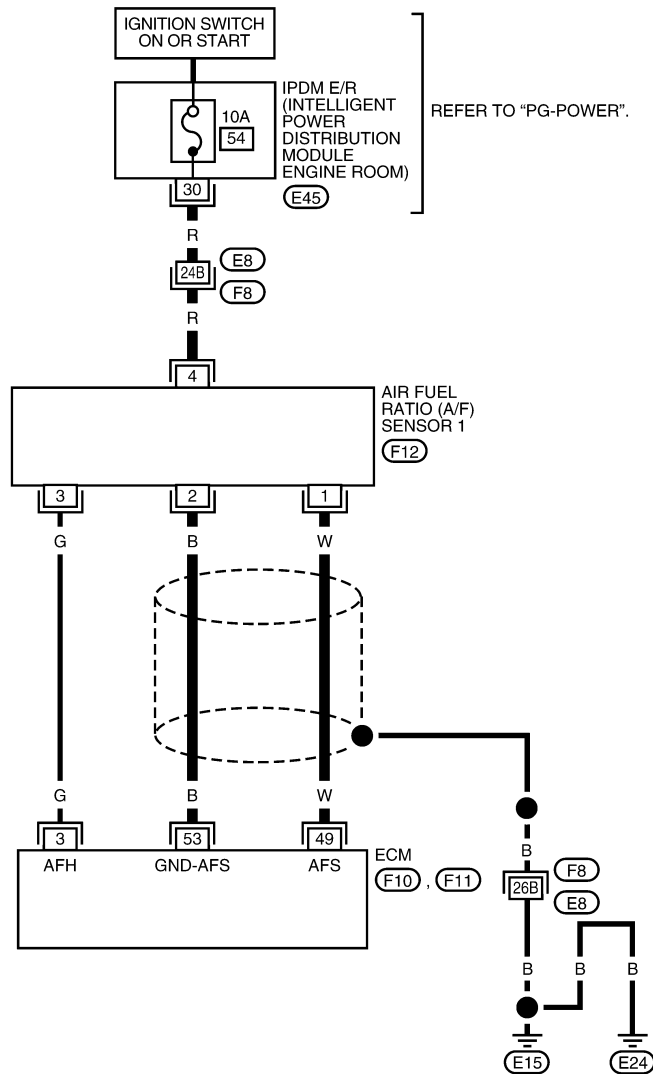 IGNITION SWITCH
ON OR START
IPDM E/R
(INTELLIGENT
POWER
DISTRIBUTION
MODULE
ENGINE ROOM)
E45
REFER TO “PG-POWER”.
10A
54
30
R
24B
E8
F8
R
4
AIR FUEL
RATIO (A/F)
SENSOR 1
F12
3 2 1
G B W
G B W
3 53 49
AFH GND-AFS AFS
ECM
F10 , F11
B
26B
F8
E8
B B B
E15 E24